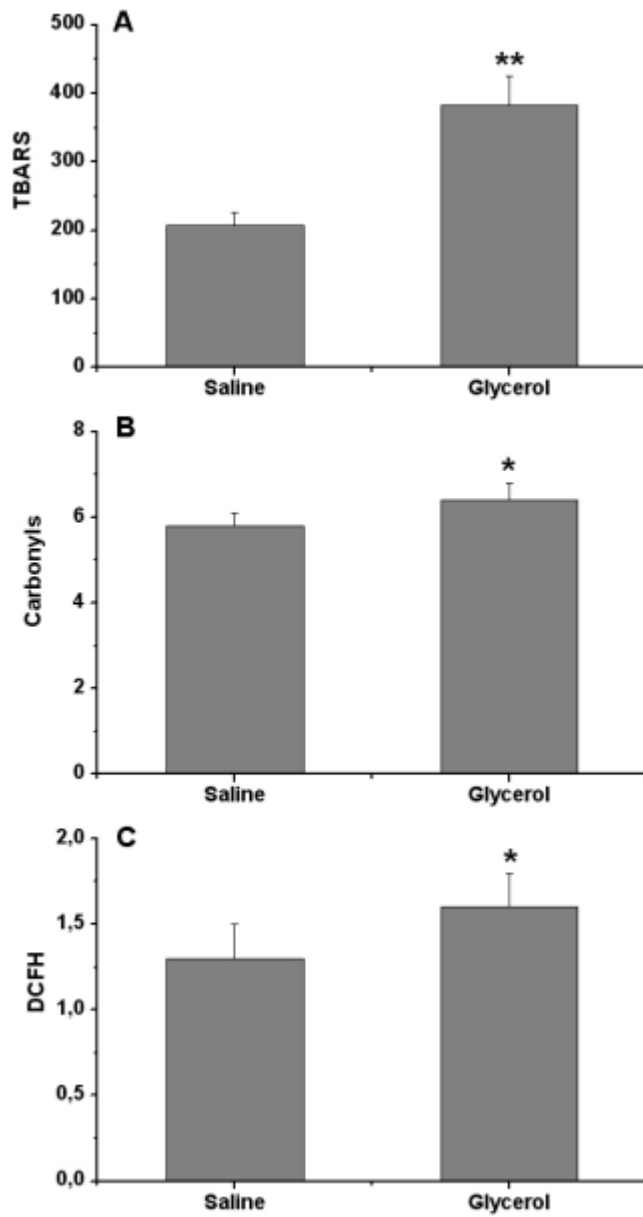 A
500
400
300
200
100
0
TBARS
**
Saline Glycerol
B
8
6
4
2
0
Carbonyls
*
Saline Glycerol
C
2,0
1,5
1,0
0,5
0,0
DCFH
*
Saline Glycerol